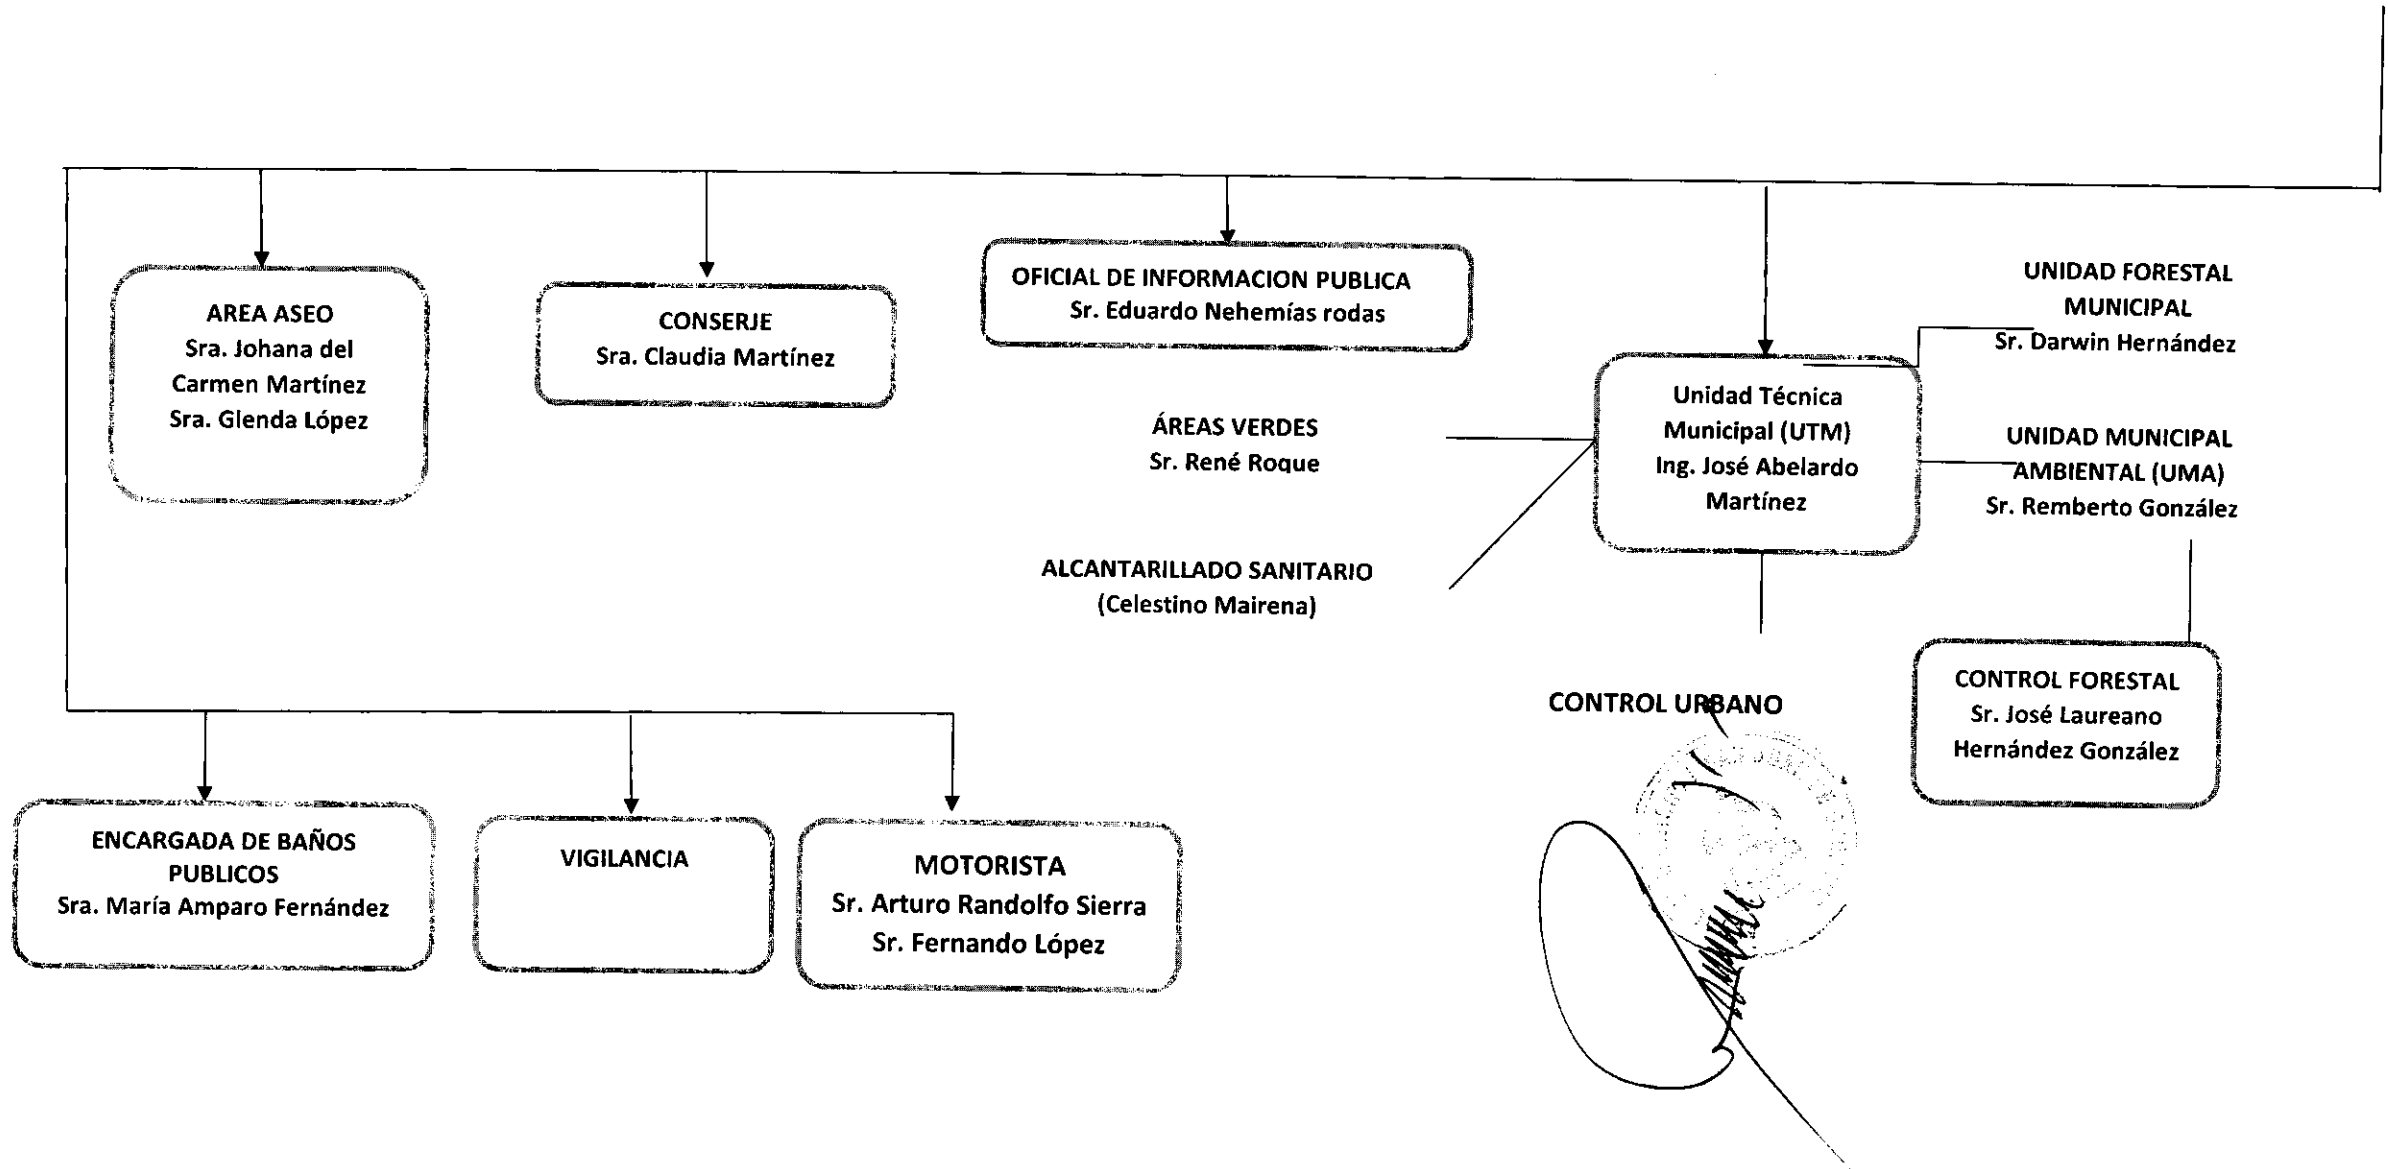 AREA ASEO
Sra. Johana del
Carmen Martínez
Sra. Glenda López
CONSERJE
Sra. Claudia Martínez
OFICIAL DE INFORMACION PUBLICA
Sr. Eduardo Nehemías rodas
Unidad Técnica
Municipal (UTM)
Ing. José Abelardo
Martínez
UNIDAD FORESTAL
MUNICIPAL
Sr. Darwin Hernández
ÁREAS VERDES
Sr. René Roque
UNIDAD MUNICIPAL
AMBIENTAL (UMA)
Sr. Remberto González
ALCANTARILLADO SANITARIO
(Celestino Mairena)
CONTROL URBANO
CONTROL FORESTAL
Sr. José Laureano
Hernández González
ENCARGADA DE BAÑOS
PUBLICOS
Sra. María Amparo Fernández
VIGILANCIA
MOTORISTA
Sr. Arturo Randolfo Sierra
Sr. Fernando López